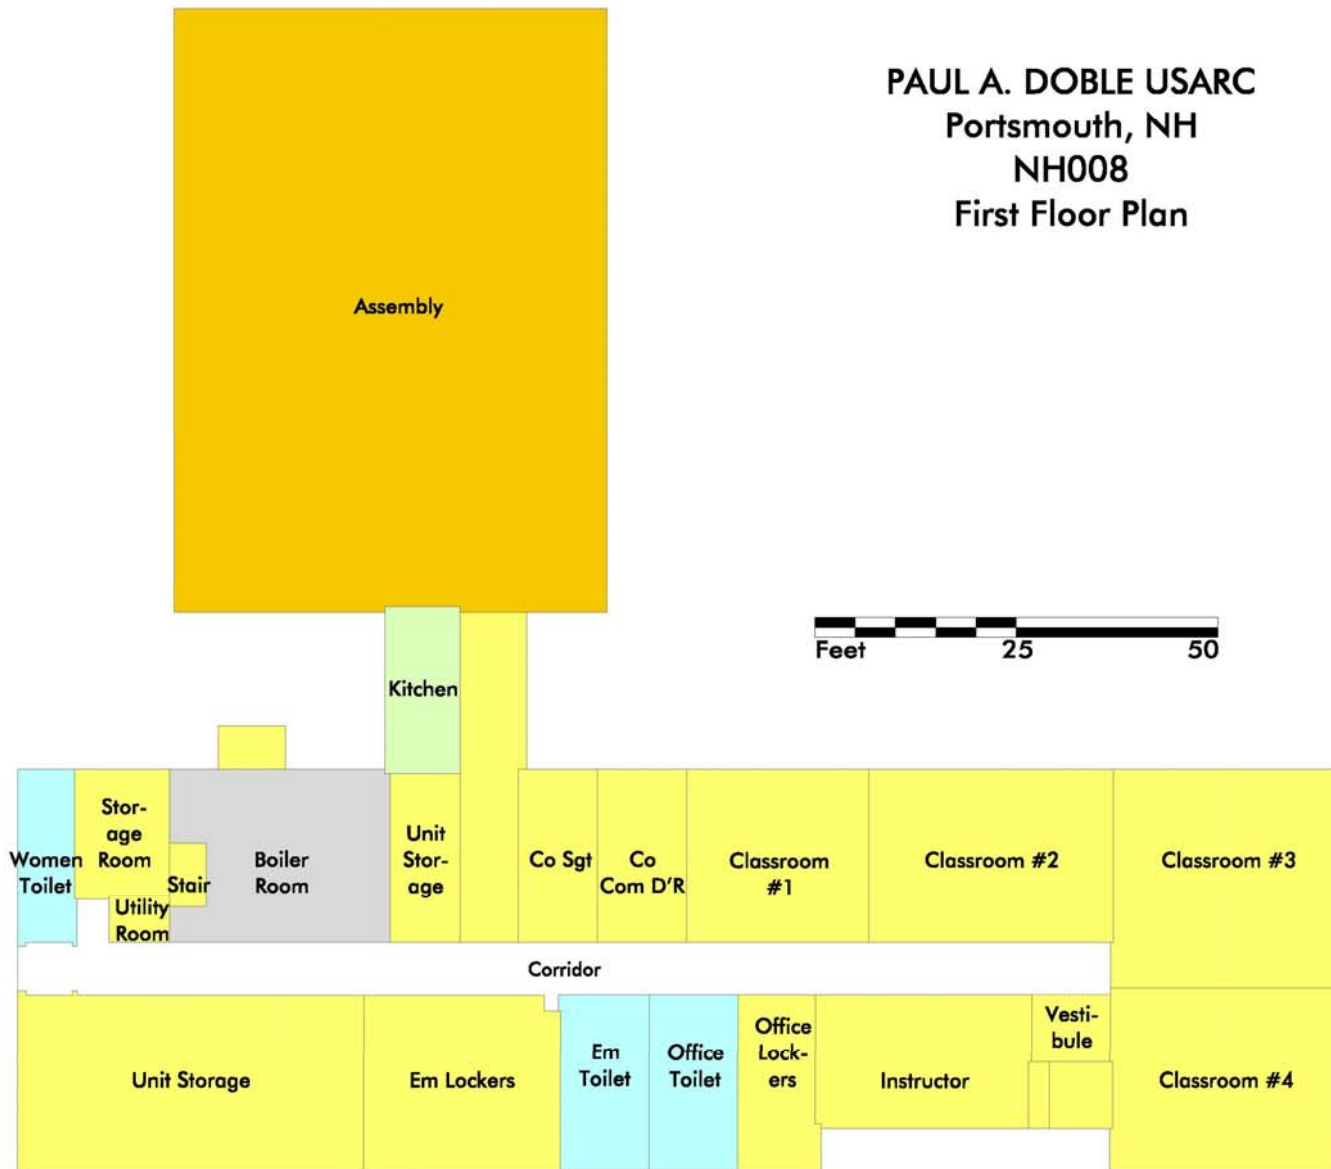 PAUL A. DOBLE USARC
Portsmouth, NH
NH008
First Floor Plan
Assembly
Feet 25 50
Kitchen
Stor-
age
Room
Women
Toilet
Stair
Utility
Room
Boiler
Room
Unit
Stor-
age
Co Sgt
Co
Com D'R
Classroom
#1
Classroom #2
Classroom #3
Corridor
Unit Storage
Em Lockers
Em
Toilet
Office
Toilet
Office
Lock-
ers
Instructor
Vesti-
bule
Classroom #4